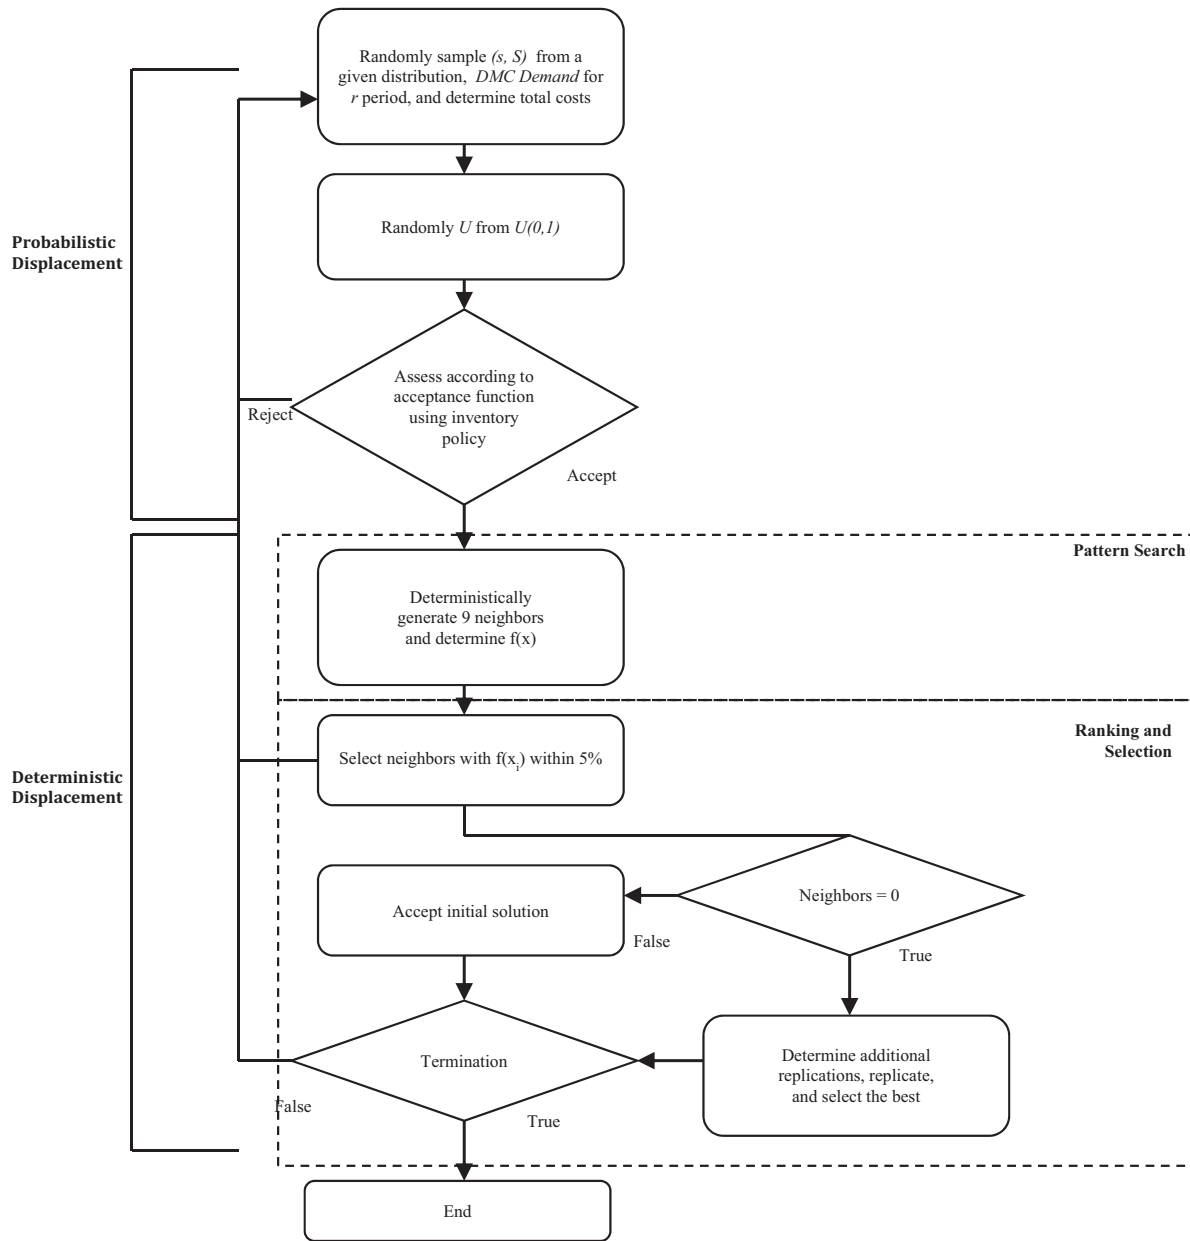 Randomly sample (s, S) from a
given distribution, DMC Demand for
r period, and determine total costs
Randomly U from U(0,1)
Probabilistic
Displacement
Assess according to
acceptance function
using inventory
policy
Reject
Accept
Pattern Search
Deterministically
generate 9 neighbors
and determine f(x)
Ranking and
Selection
Select neighbors with f(xi) within 5%
Deterministic
Displacement
Neighbors = 0
Accept initial solution
False
True
Termination
Determine additional
replications, replicate,
and select the best
False
True
End